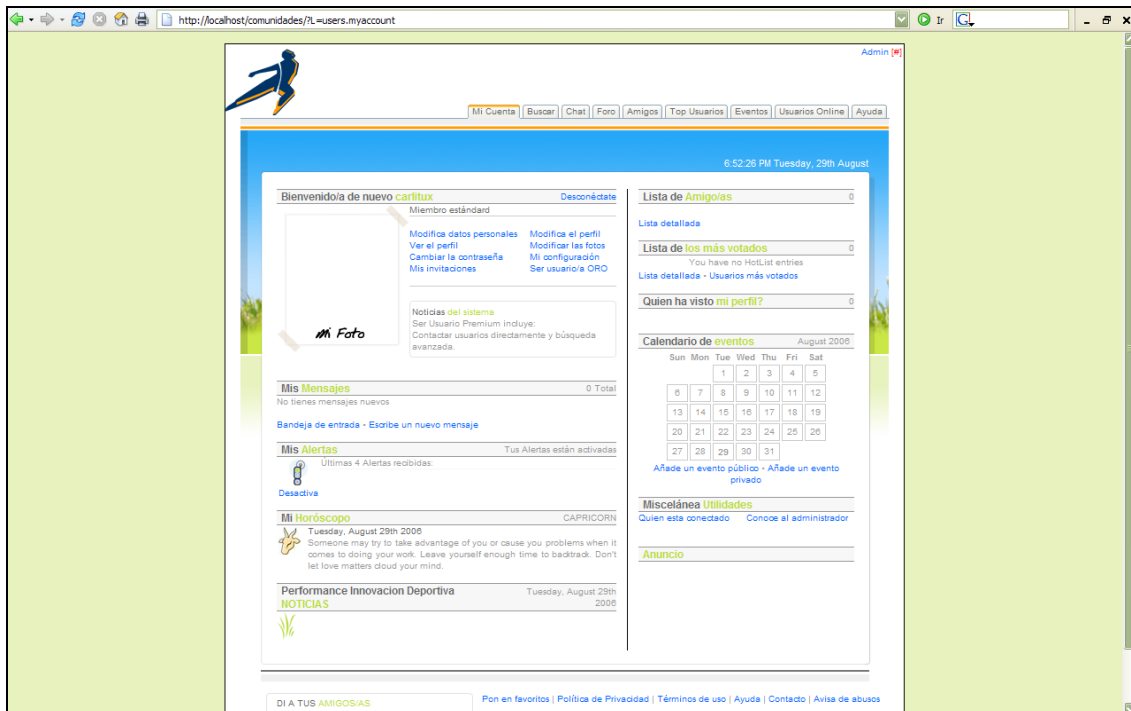 http://localhost/comunidades/?L=users.myaccount
Ir
G
Admin [#]
Mi Cuenta Buscar Chat Foro Amigos Top Usuarios Eventos Usuarios Online Ayuda
6:52:26 PM Tuesday, 29th August
Bienvenido/a de nuevo carlitux Desconéctate
Miembro estándard
Modifica datos personales Modifica el perfil
Ver el perfil Modificar las fotos
Cambiar la contraseña Mi configuración
Mis invitaciones Ser usuario/a ORO
mi Foto
Noticias del sistema
Ser Usuario Premium incluye:
Contactar usuarios directamente y búsqueda
avanzada.
Mis Mensajes 0 Total
No tienes mensajes nuevos
Bandeja de entrada - Escribe un nuevo mensaje
Mis Alertas Tus Alertas están activadas
Últimas 4 Alertas recibidas:
Desactiva
Mi Horóscopo CAPRICORN
Tuesday, August 29th 2006
Someone may try to take advantage of you or cause you problems when it
comes to doing your work. Leave yourself enough time to backtrack. Don't
let love matters cloud your mind.
Performance Innovacion Deportiva Tuesday, August 29th
NOTICIAS 2006
Lista de Amigo/as 0
Lista detallada
Lista de los más votados 0
You have no HotList entries
Lista detallada - Usuarios más votados
Quien ha visto mi perfil? 0
Calendario de eventos August 2006
Sun Mon Tue Wed Thu Fri Sat
1 2 3 4 5
6 7 8 9 10 11 12
13 14 15 16 17 18 19
20 21 22 23 24 25 26
27 28 29 30 31
Añade un evento público - Añade un evento
privado
Miscelánea Utilidades
Quien esta conectado Conoce al administrador
Anuncio
DI A TUS AMIGOS/AS
Pon en favoritos | Política de Privacidad | Términos de uso | Ayuda | Contacto | Avisa de abusos